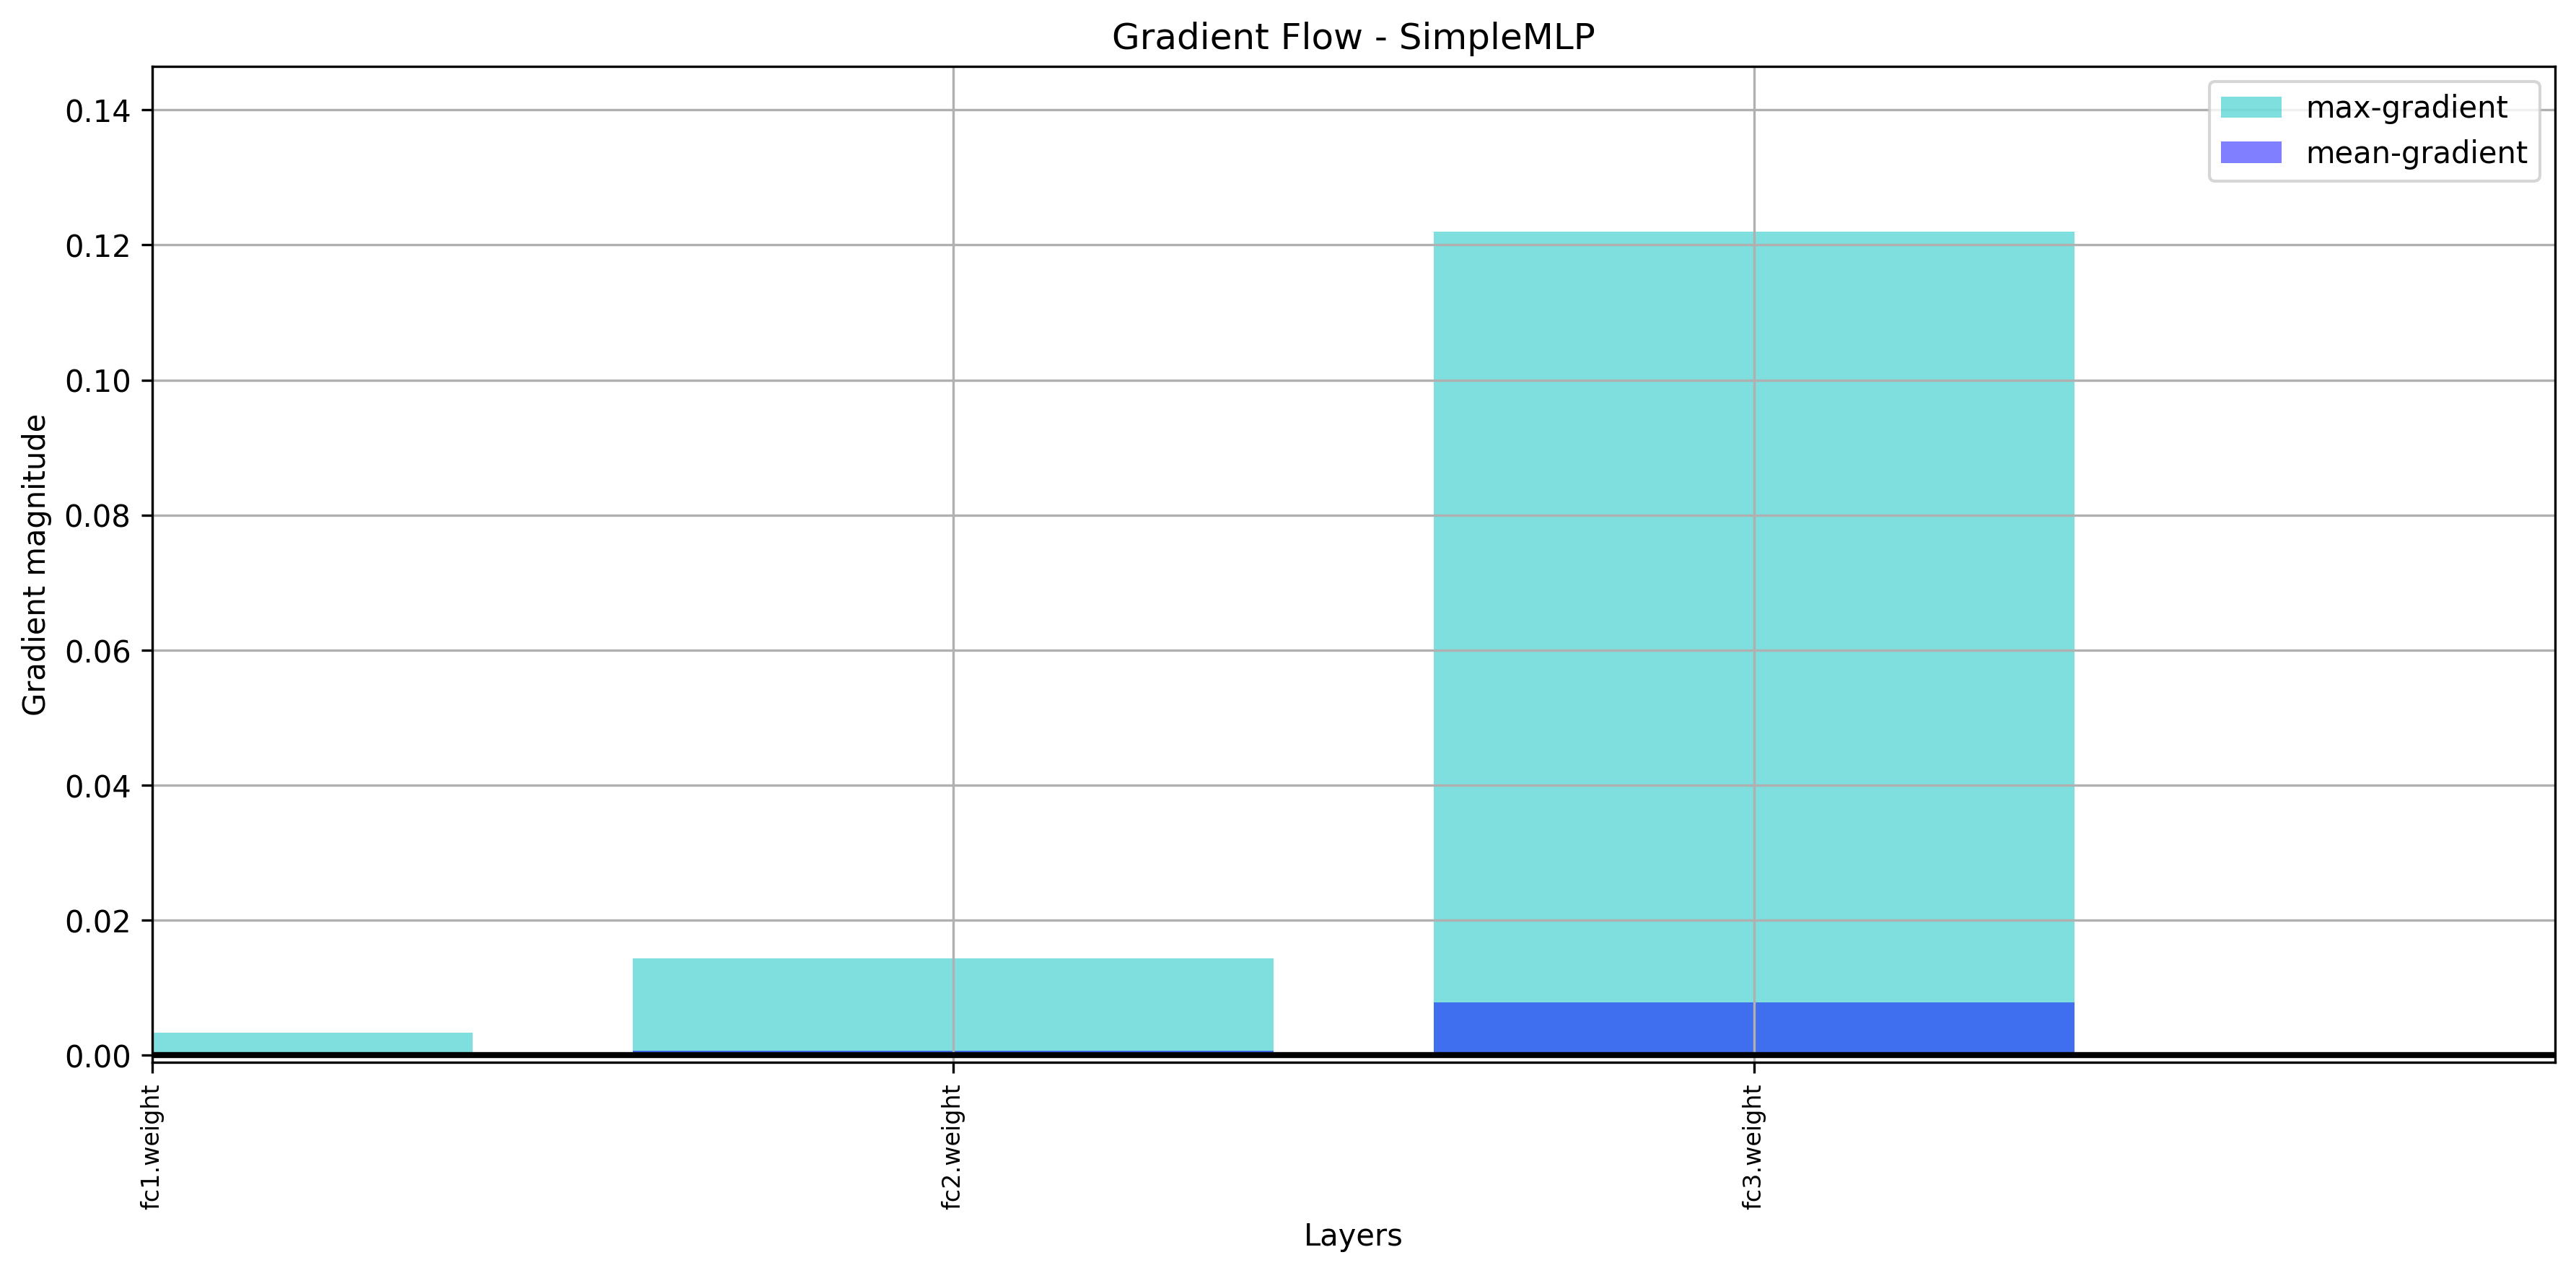 Gradient Flow - SimpleMLP
max-gradient
mean-gradient
Gradient magnitude
0.14
0.12
0.10
0.08
0.06
0.04
0.02
0.00
fc1.weight
fc2.weight
fc3.weight
Layers